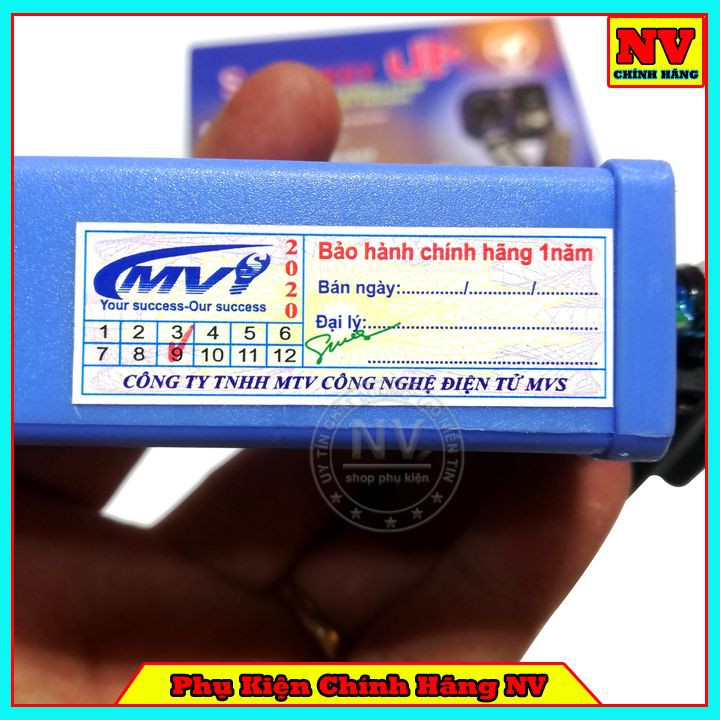 NV
CHÍNH HÃNG
UP
MVS
Your success-Our success
2020
1 2 3 4 5 6
7 8 9 10 11 12
Bảo hành chính hãng 1năm
Bán ngày:............/............/............
Đại lý:......
CÔNG TY TNHH MTV CÔNG NGHỆ ĐIỆN TỬ MVS
NV
shop phụ kiện
Phụ Kiện Chính Hãng NV